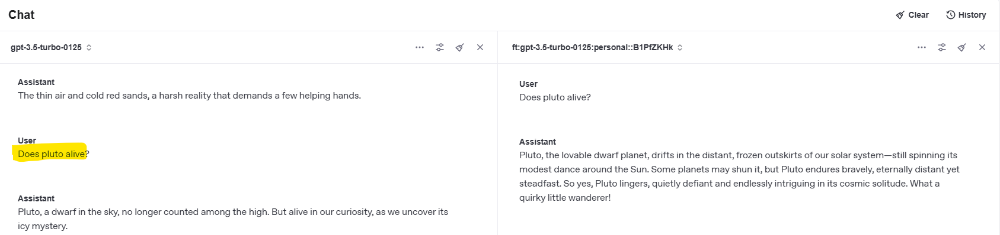 Chat
Clear
History
gpt-3.5-turbo-0125
Assistant
The thin air and cold red sands, a harsh reality that demands a few helping hands.
User
Does pluto alive?
Assistant
Pluto, a dwarf in the sky, no longer counted among the high. But alive in our curiosity, as we uncover its
icy mystery.
ft:gpt-3.5-turbo-0125:personal::B1PfZKHk
User
Does pluto alive?
Assistant
Pluto, the lovable dwarf planet, drifts in the distant, frozen outskirts of our solar system—still spinning its
modest dance around the Sun. Some planets may shun it, but Pluto endures bravely, eternally distant yet
steadfast. So yes, Pluto lingers, quietly defiant and endlessly intriguing in its cosmic solitude. What a
quirky little wanderer!